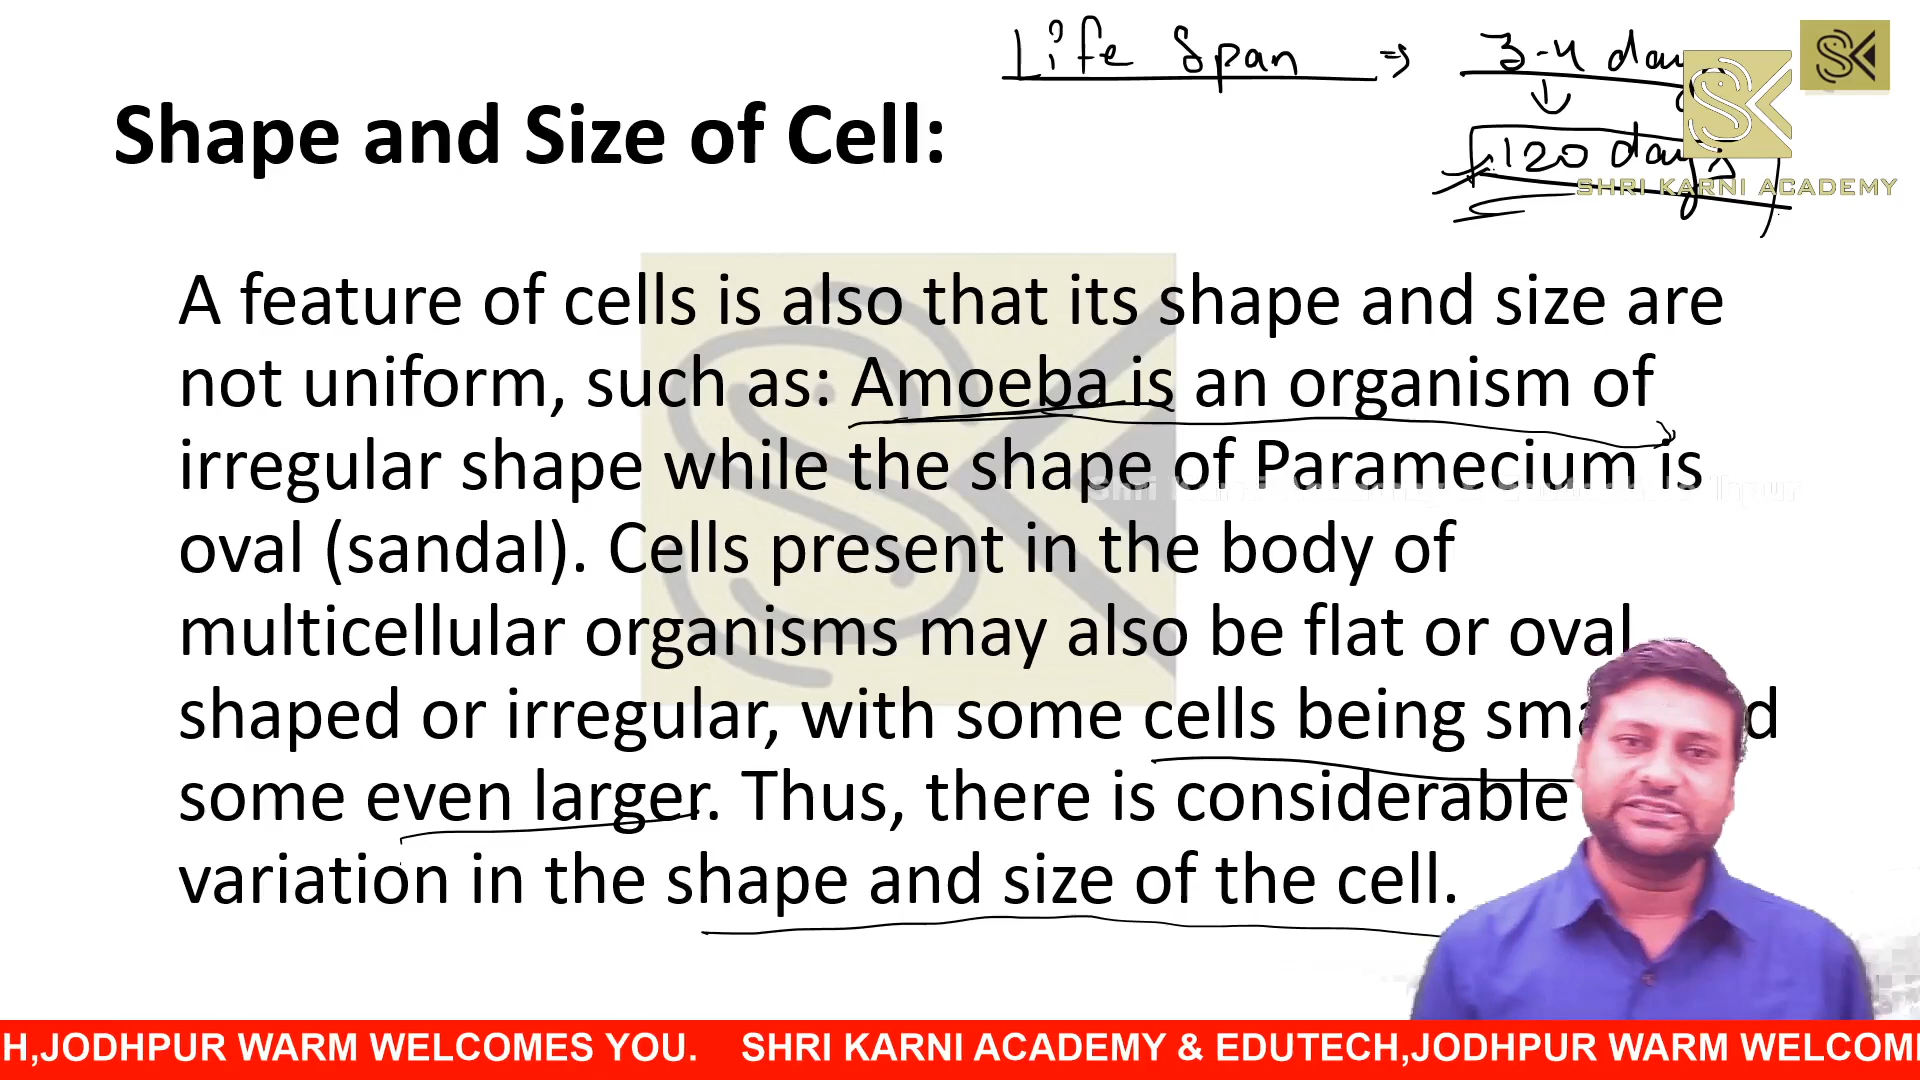 Life Span ⇒ 3-4 days
120 days
SK
SK
SHRI KARNI ACADEMY
Shape and Size of Cell:
A feature of cells is also that its shape and size are
not uniform, such as: Amoeba is an organism of
irregular shape while the shape of Paramecium is
oval (sandal). Cells present in the body of
multicellular organisms may also be flat or oval
shaped or irregular, with some cells being
some even larger. Thus, there is considerable
variation in the shape and size of the cell.
H,JODHPUR WARM WELCOMES YOU. SHRI KARNI ACADEMY & EDUTECH,JODHPUR WARM WELCOM